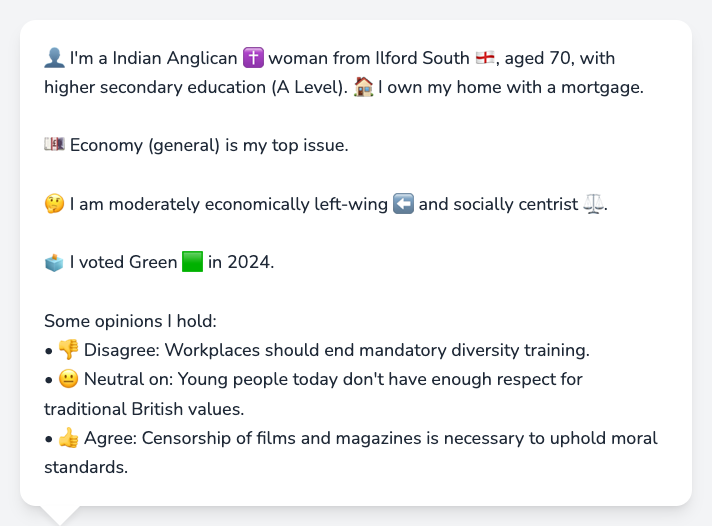 👤 I'm a Indian Anglican ✝️ woman from Ilford South 🏴󠁧󠁢󠁥󠁮󠁧󠁿, aged 70, with
higher secondary education (A Level). 🏠 I own my home with a mortgage.
💷 Economy (general) is my top issue.
🤔 I am moderately economically left-wing ⬅️ and socially centrist ⚖️.
🗳️ I voted Green 🟩 in 2024.
Some opinions I hold:
• 👎 Disagree: Workplaces should end mandatory diversity training.
• 😐 Neutral on: Young people today don't have enough respect for
traditional British values.
• 👍 Agree: Censorship of films and magazines is necessary to uphold moral
standards.